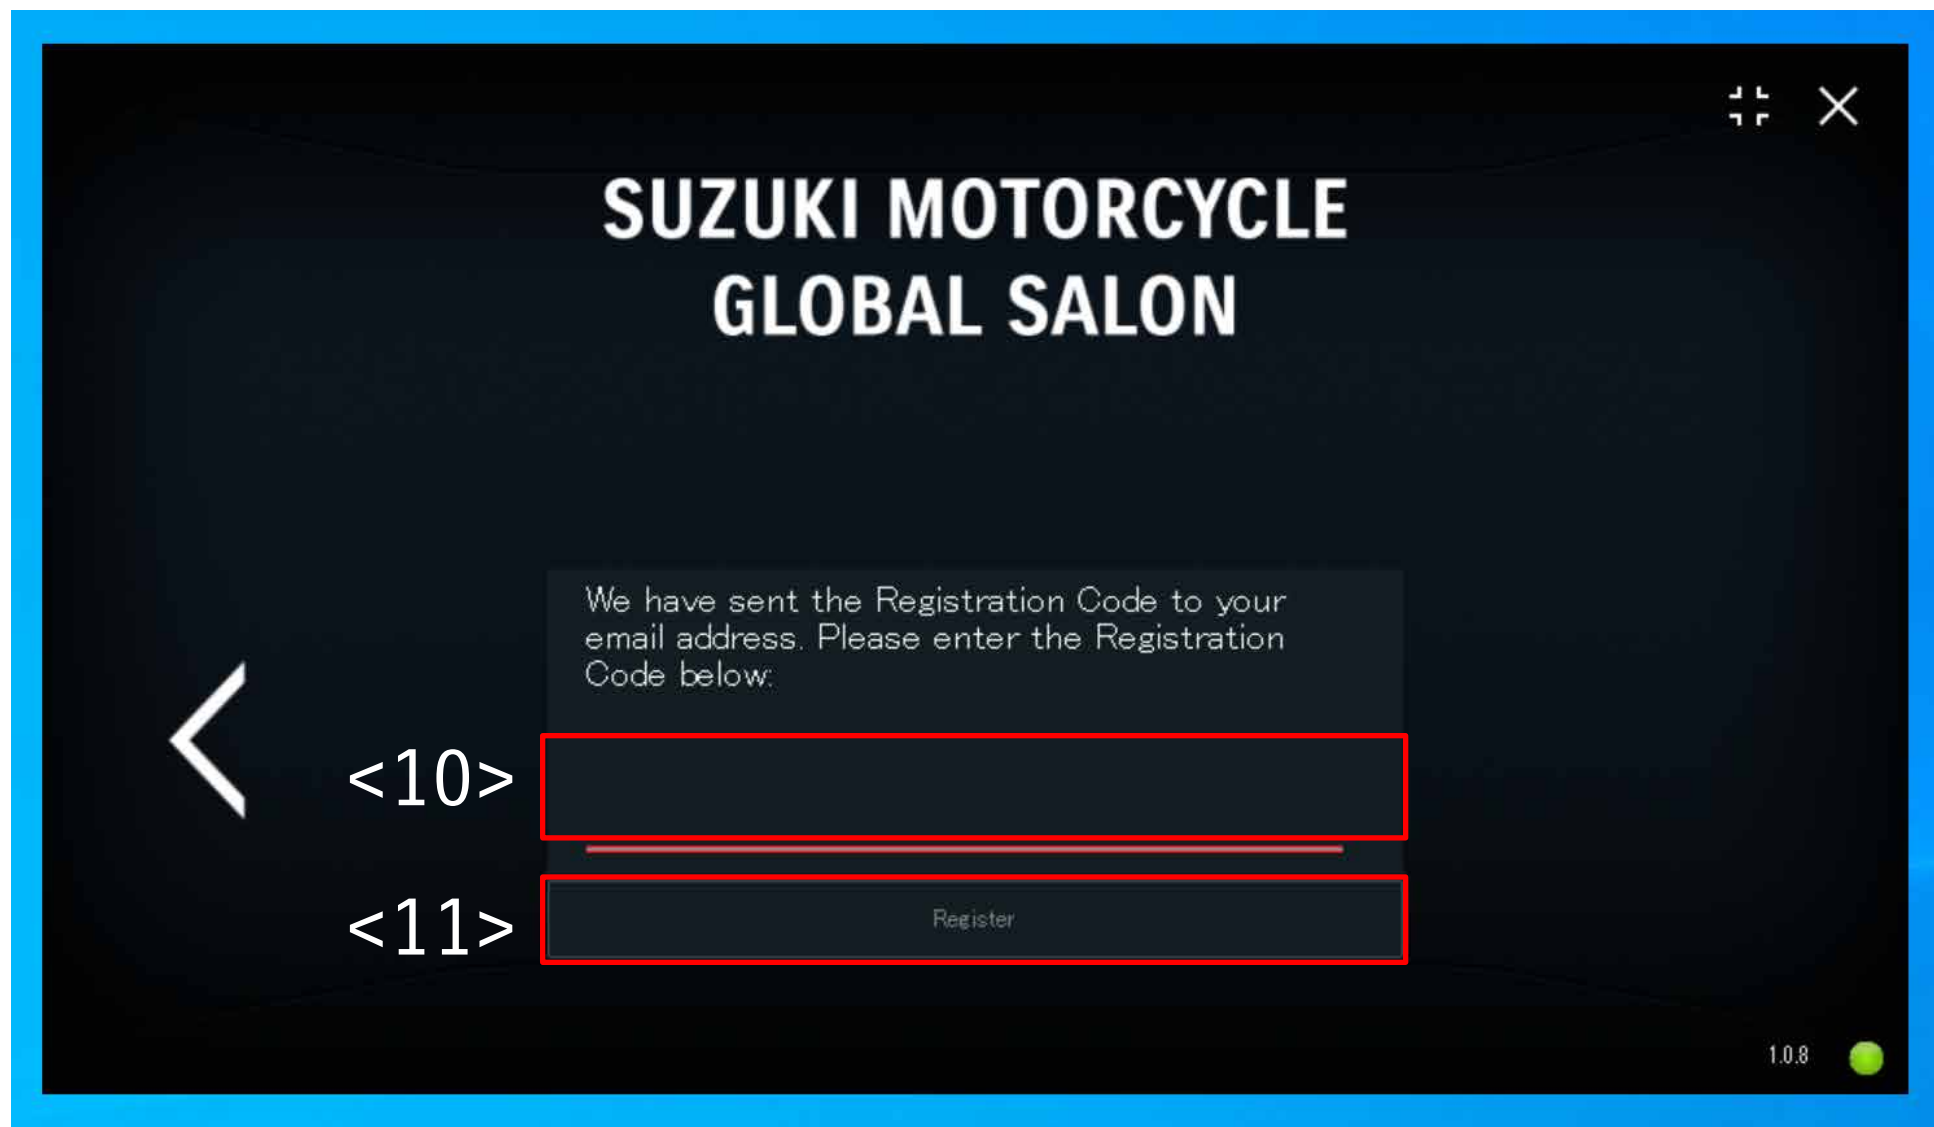 SUZUKI MOTORCYCLE
GLOBAL SALON
We have sent the Registration Code to your
email address. Please enter the Registration
Code below:
<10>
<11>
Register
1.0.8